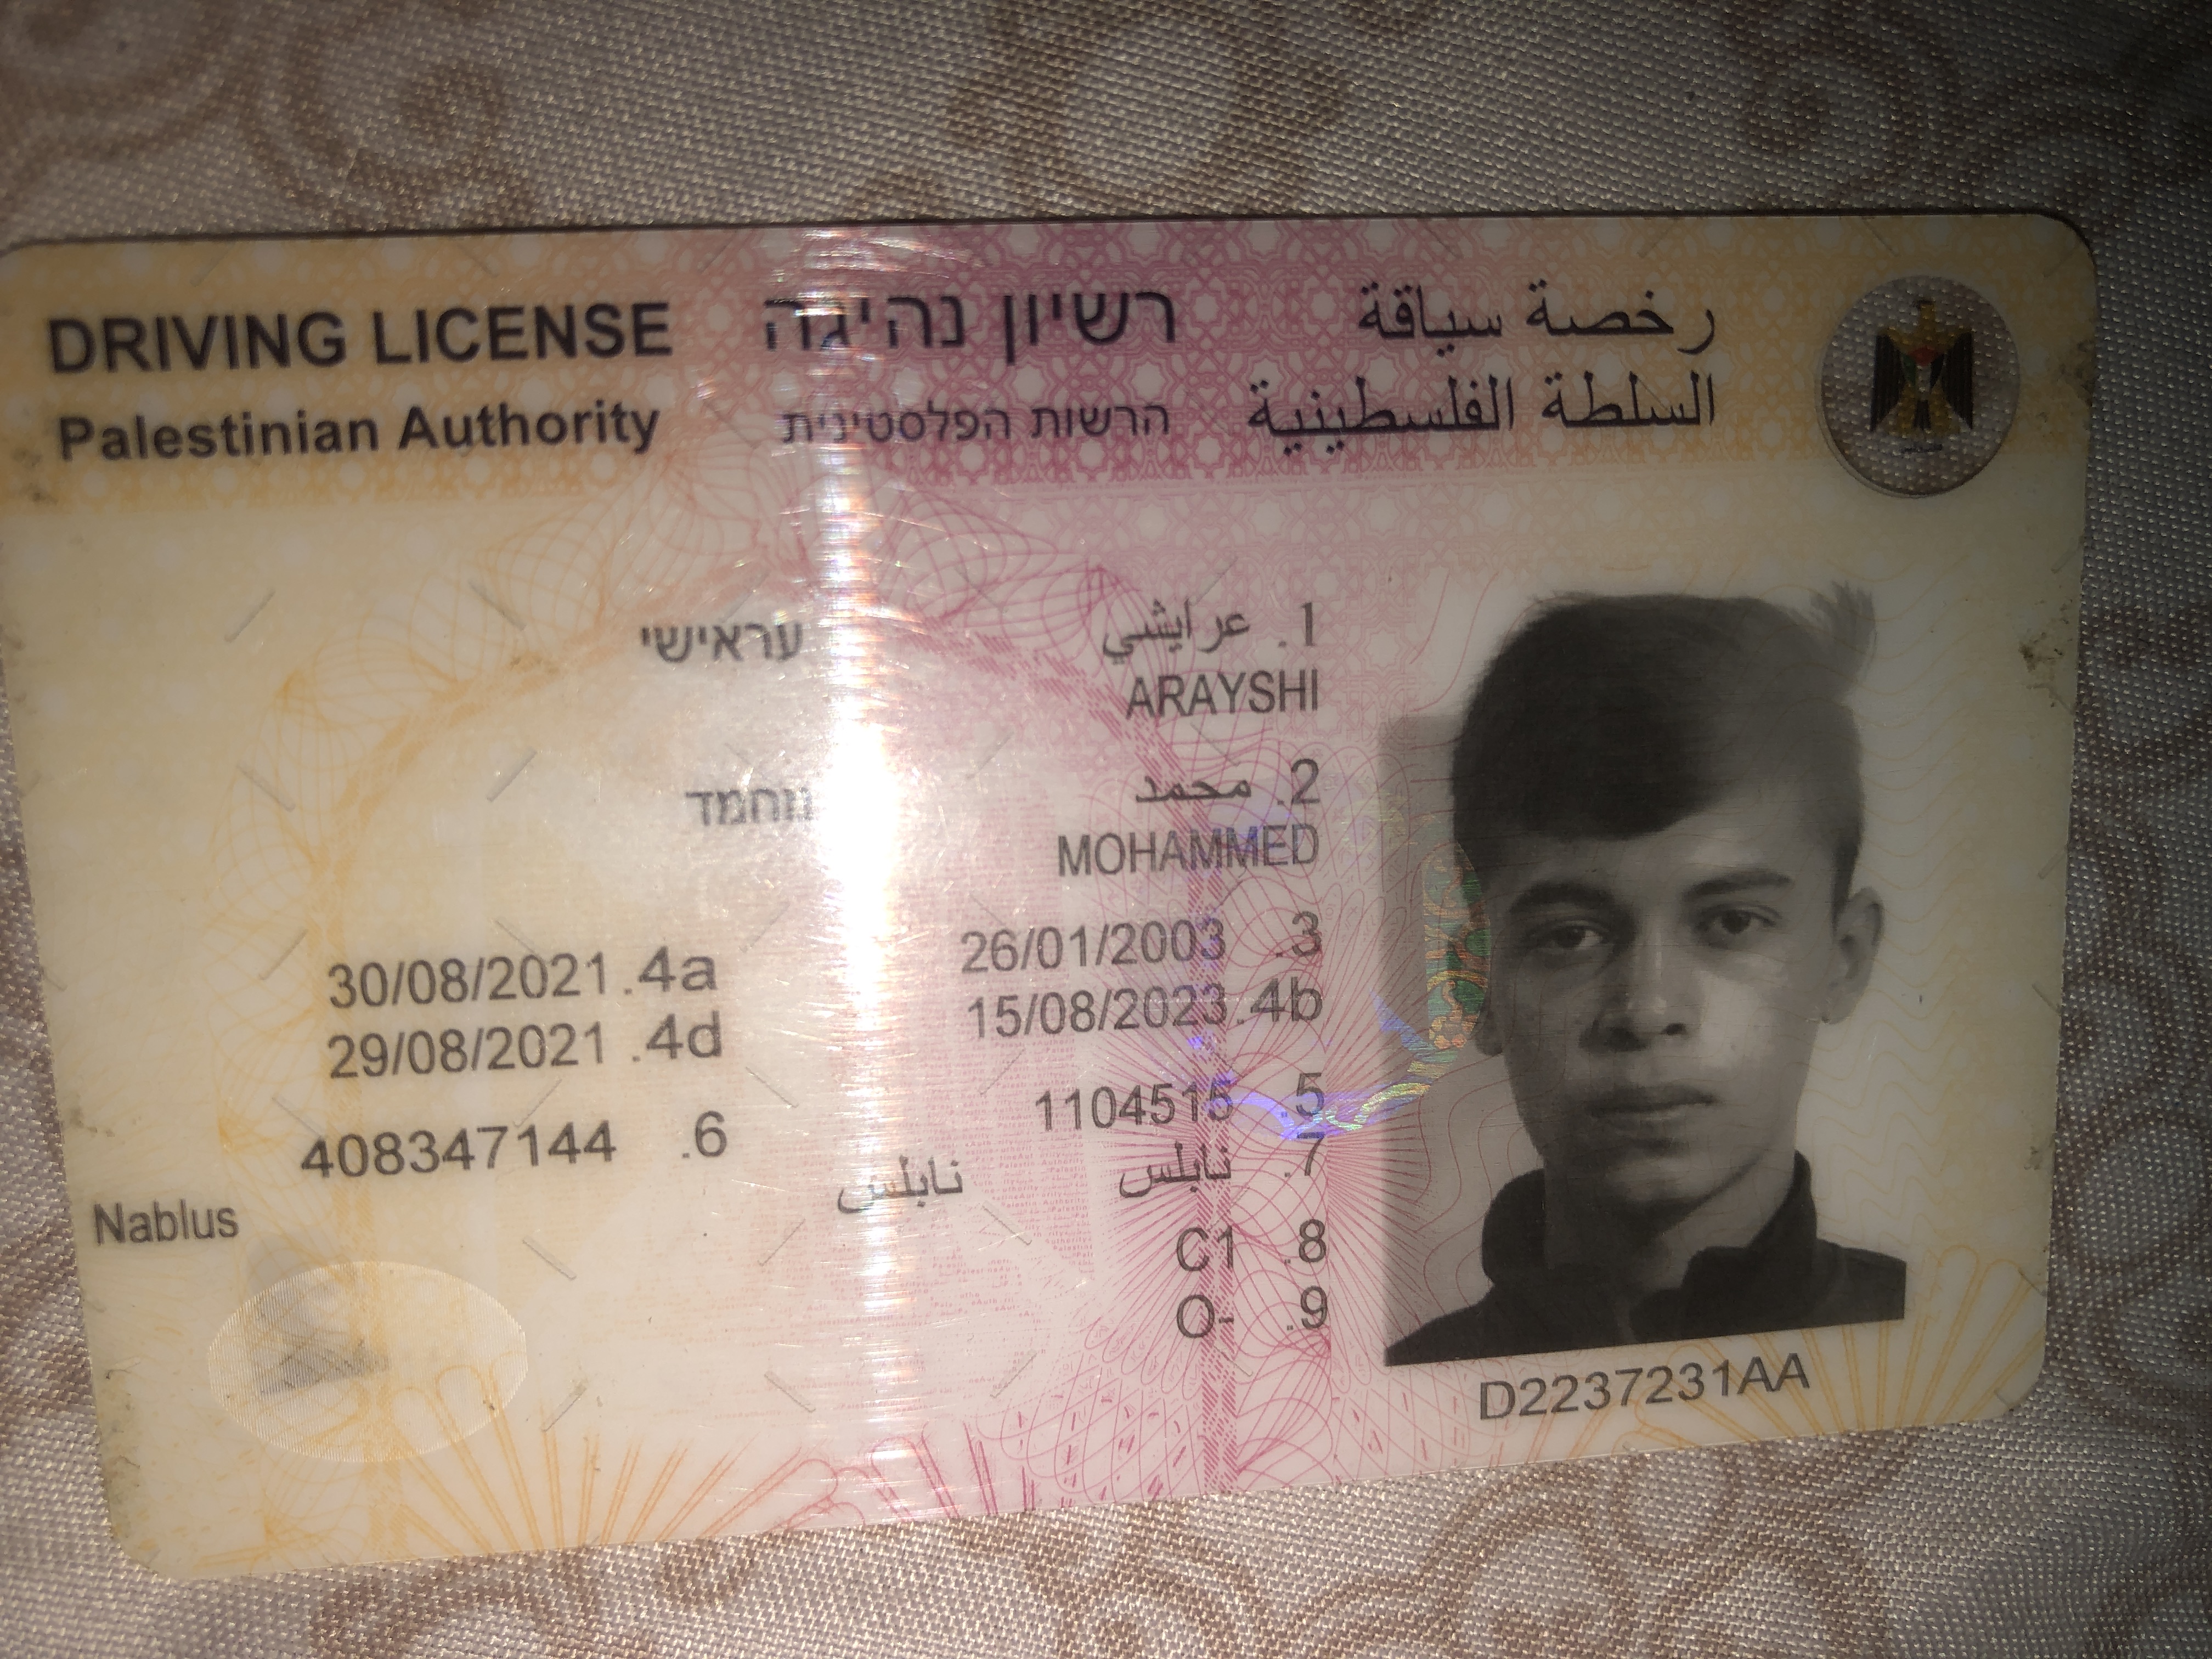 DRIVING LICENSE רשיון נהיגה رخصة سياقة
Palestinian Authority הרשות הפלסטינית السلطة الفلسطينية
עראישי عرايشي .1
ARAYSHI
מוחמד محمد .2
MOHAMMED
30/08/2021 .4a 26/01/2003 .3
29/08/2021 .4d 15/08/2023 .4b
408347144 .6 1104515 .5
Nablus نابلس نابلس .7
C1 .8
O- .9
D2237231AA